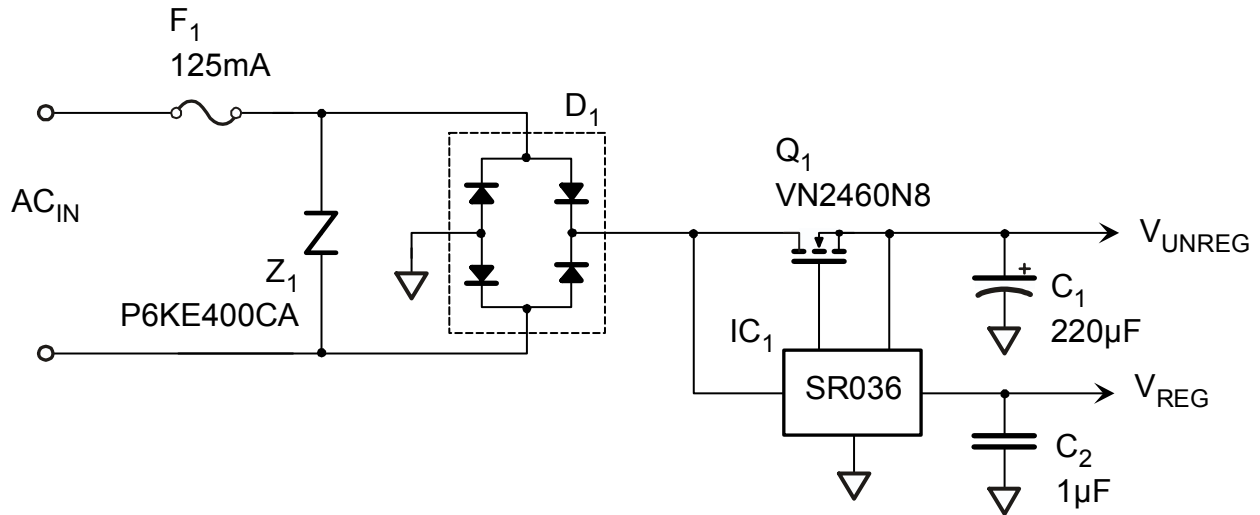 F1
125mA
D1
Q1
VN2460N8
ACIN
VUNREG
Z1
P6KE400CA
C1
220µF
IC1
SR036
VREG
C2
1µF